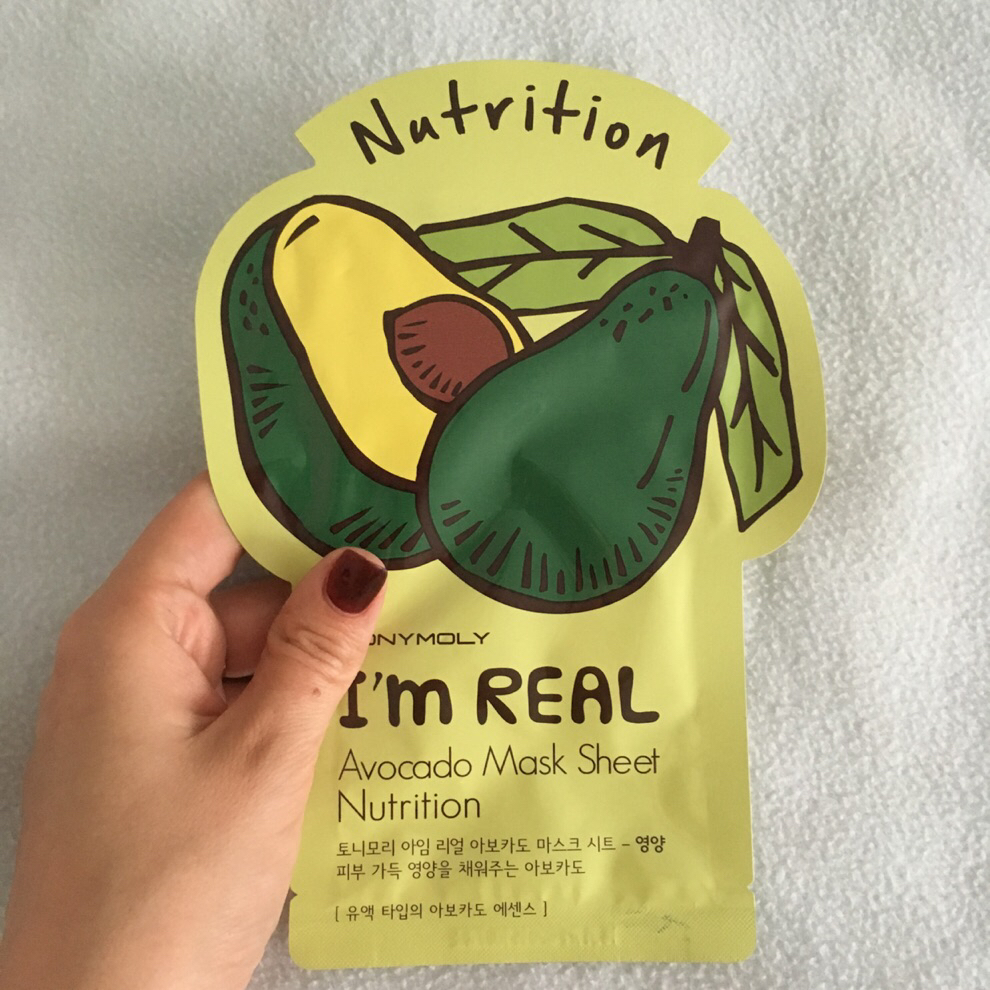 Nutrition
ONYMOLY
I'm REAL
Avocado Mask Sheet
Nutrition
토니모리 아임 리얼 아보카도 마스크 시트 – 영양
피부 가득 영양을 채워주는 아보카도
[ 유액 타입의 아보카도 에센스 ]